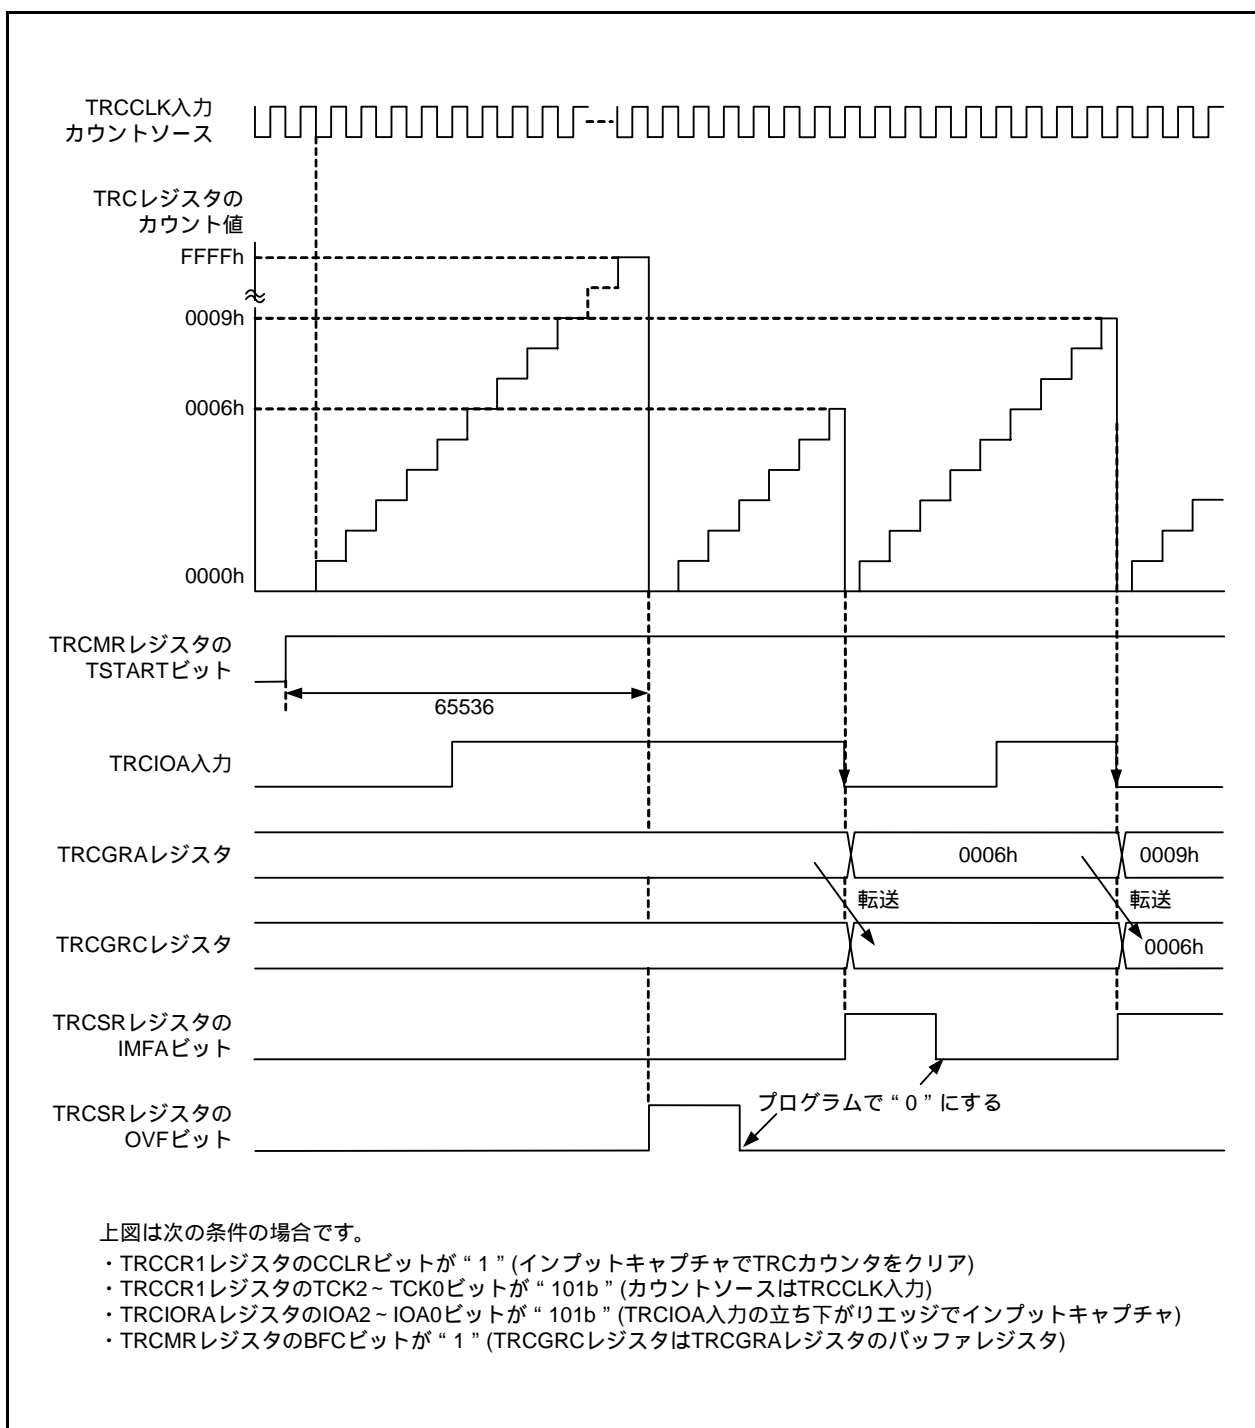 TRCCLK入力
カウントソース
TRCレジスタの
カウント値
FFFFh
0009h
0006h
0000h
TRCMRレジスタの
TSTARTビット
65536
TRCIOA入力
TRCGRAレジスタ
0006h
0009h
転送
転送
TRCGRCレジスタ
0006h
TRCSRレジスタの
IMFAビット
プログラムで“0”にする
TRCSRレジスタの
OVFビット
上図は次の条件の場合です。
・TRCCR1レジスタのCCLRビットが“1”(インプットキャプチャでTRCカウンタをクリア)
・TRCCR1レジスタのTCK2~TCK0ビットが“101b”(カウントソースはTRCCLK入力)
・TRCIORAレジスタのIOA2~IOA0ビットが“101b”(TRCIOA入力の立ち下がりエッジでインプットキャプチャ)
・TRCMRレジスタのBFCビットが“1”(TRCGRCレジスタはTRCGRAレジスタのバッファレジスタ)